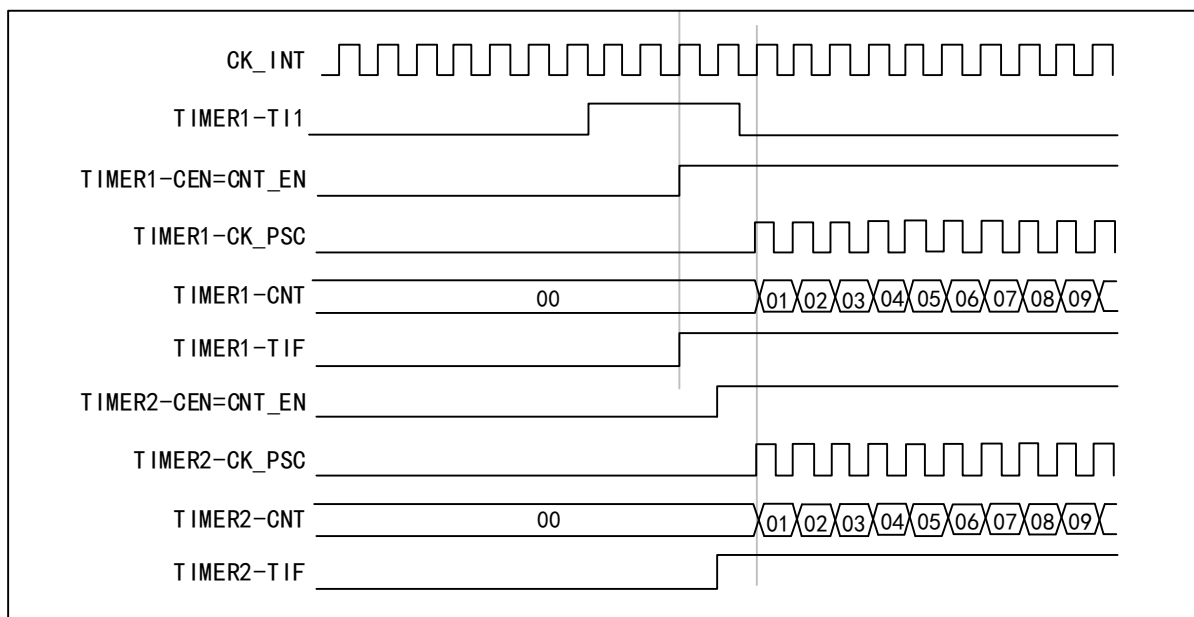 CK_INT
TIMER1-TI1
TIMER1-CEN=CNT_EN
TIMER1-CK_PSC
TIMER1-CNT 00 01 02 03 04 05 06 07 08 09
TIMER1-TIF
TIMER2-CEN=CNT_EN
TIMER2-CK_PSC
TIMER2-CNT 00 01 02 03 04 05 06 07 08 09
TIMER2-TIF